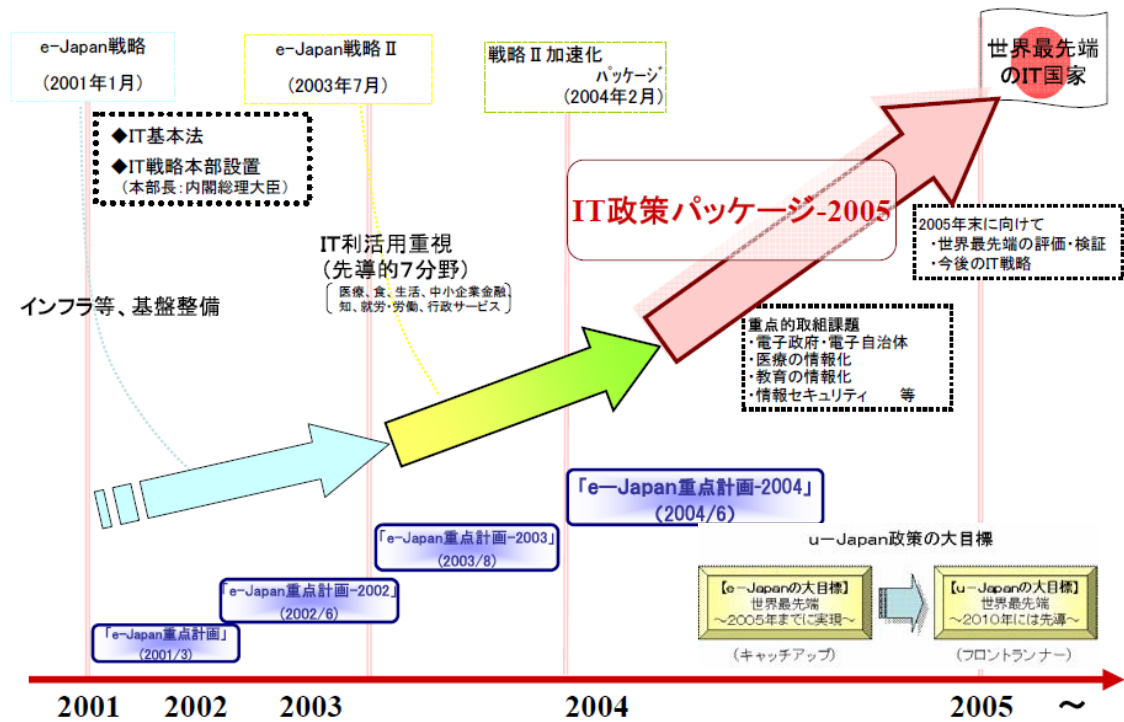 e-Japan戦略
(2001年1月)
e-Japan戦略Ⅱ
(2003年7月)
戦略Ⅱ加速化
パッケージ
(2004年2月)
世界最先端
のIT国家
◆IT基本法
◆IT戦略本部設置
(本部長：内閣総理大臣)
IT政策パッケージ-2005
2005年末に向けて
・世界最先端の評価・検証
・今後のIT戦略
IT利活用重視
(先導的7分野)
医療、食、生活、中小企業金融、
知、就労・労働、行政サービス
インフラ等、基盤整備
重点的取組課題
・電子政府・電子自治体
・医療の情報化
・教育の情報化
・情報セキュリティ　等
「e-Japan重点計画-2004」
(2004/6)
「e-Japan重点計画-2003」
(2003/8)
「e-Japan重点計画-2002」
(2002/6)
「e-Japan重点計画」
(2001/3)
u-Japan政策の大目標
【e-Japanの大目標】
世界最先端
～2005年までに実現～
(キャッチアップ)
【u-Japanの大目標】
世界最先端
～2010年には先導～
(フロントランナー)
2001 2002 2003 2004 2005 ～